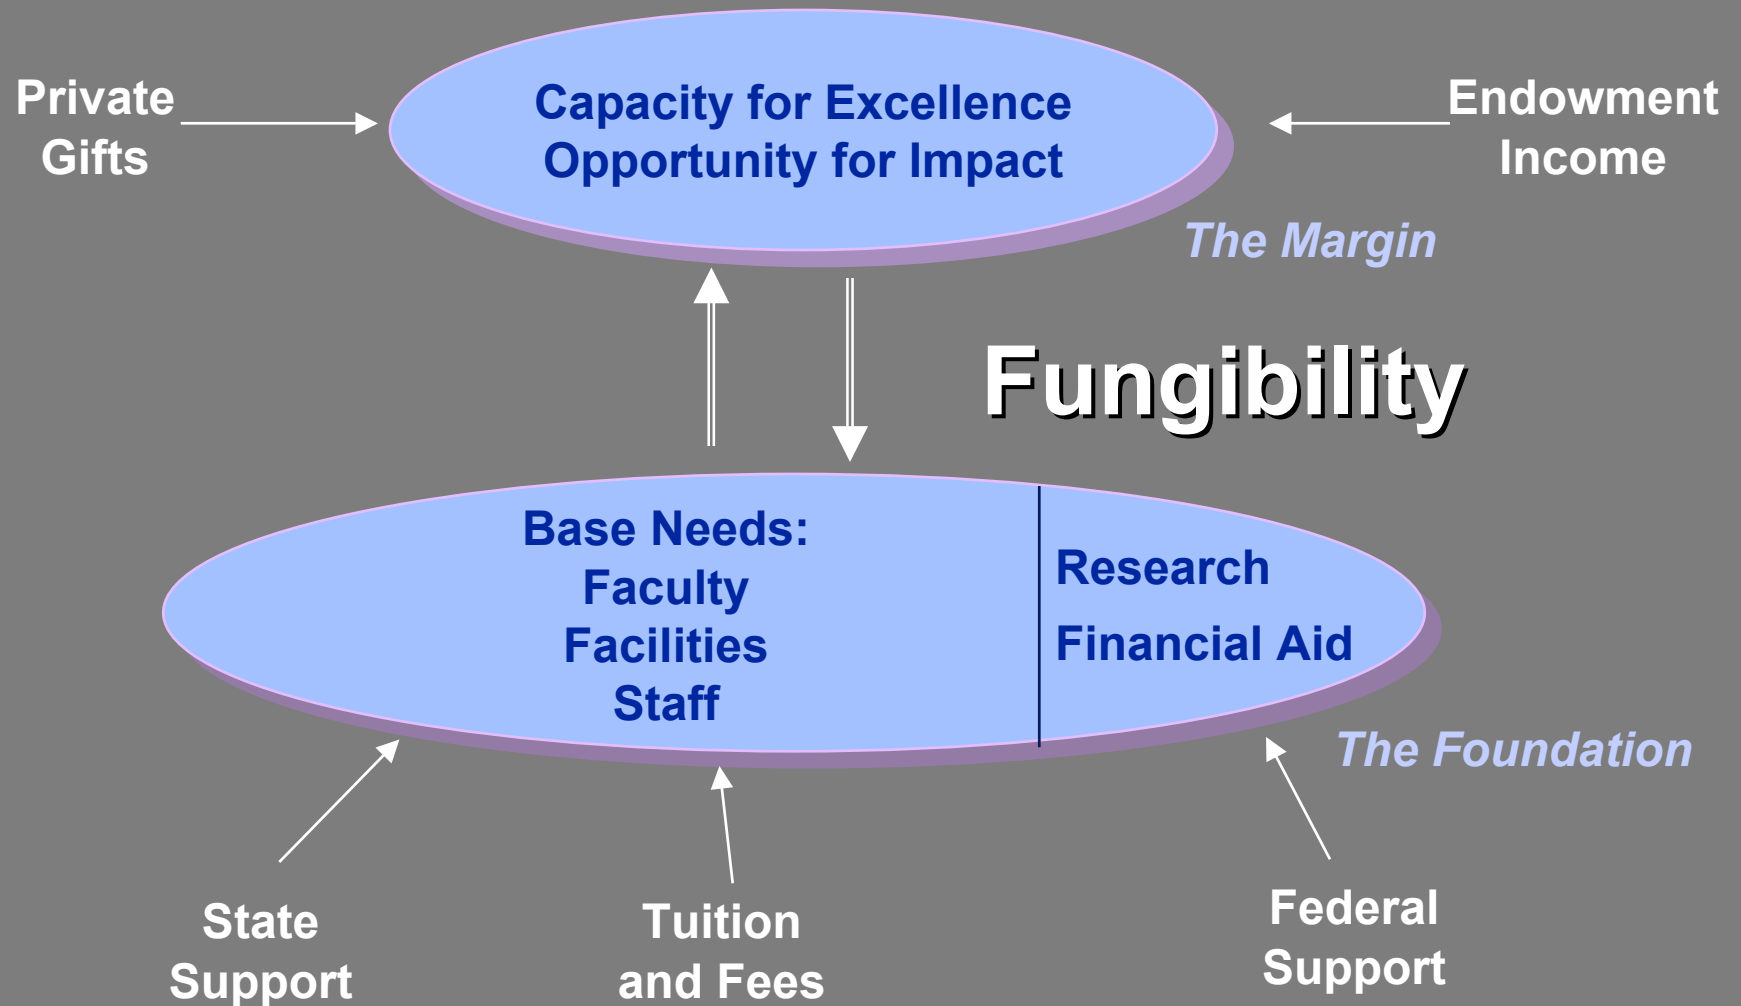 Private
Gifts
Capacity for Excellence
Opportunity for Impact
Endowment
Income
The Margin
Fungibility
Base Needs:
Faculty
Facilities
Staff
Research
Financial Aid
The Foundation
State
Support
Tuition
and Fees
Federal
Support